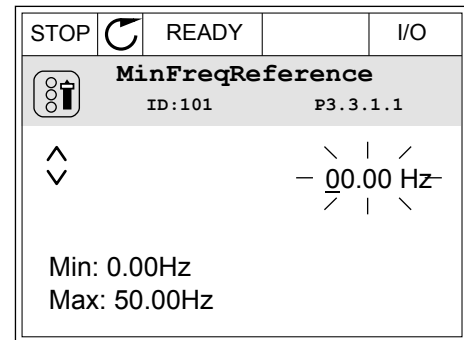 STOP READY I/O
MinFreqReference
ID:101 P3.3.1.1
00.00 Hz
Min: 0.00Hz
Max: 50.00Hz